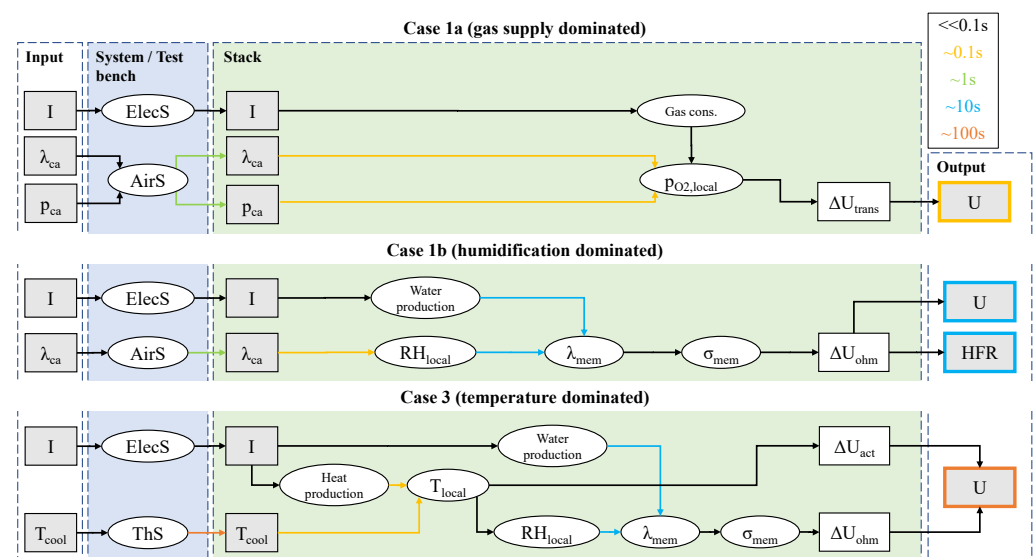 Case 1a (gas supply dominated)
<<0.1s
~0.1s
~1s
~10s
~100s
Input
System / Test
bench
Stack
Output
I
ElecS
I
Gas cons.
λca
AirS
λca
pca
pca
pO2,local
ΔUtrans
U
Case 1b (humidification dominated)
I
ElecS
I
Water
production
U
λca
AirS
λca
RHlocal
λmem
σmem
ΔUohm
HFR
Case 3 (temperature dominated)
I
ElecS
I
Water
production
ΔUact
Heat
production
Tlocal
U
Tcool
ThS
Tcool
RHlocal
λmem
σmem
ΔUohm